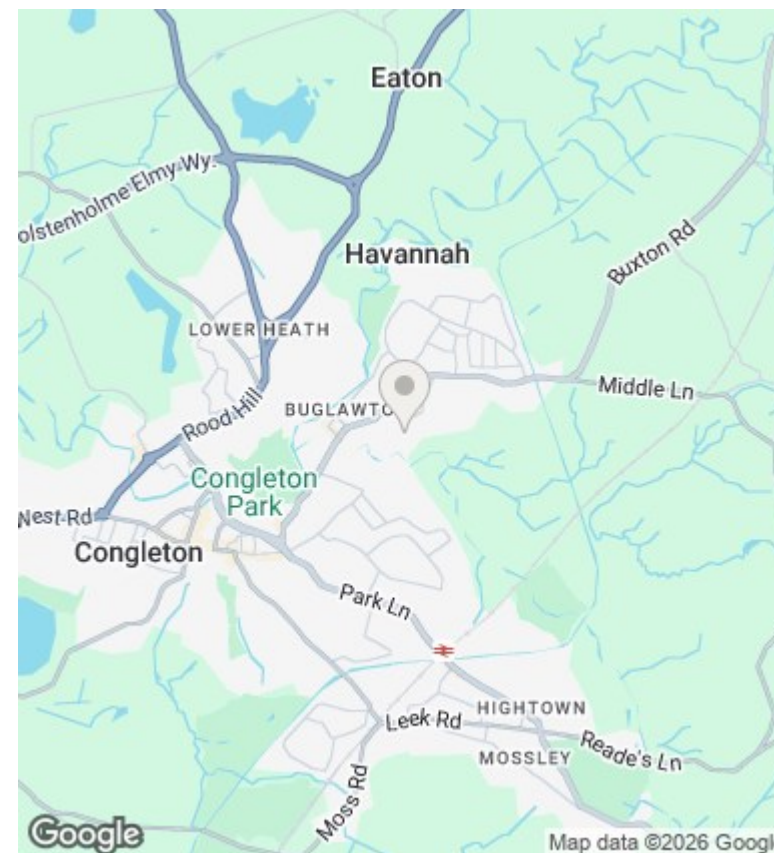 Eaton
olstenholme Elmy Wy.
Havannah
Buxton Rd
LOWER HEATH
Middle Ln
Rood Hill
BUGLAWTO
Congleton
Park
Nest Rd
Congleton
Park Ln
HIGHTOWN
Leek Rd
Reade's Ln
MOSSLEY
Moss Rd
Google
Map data ©2026 Googl